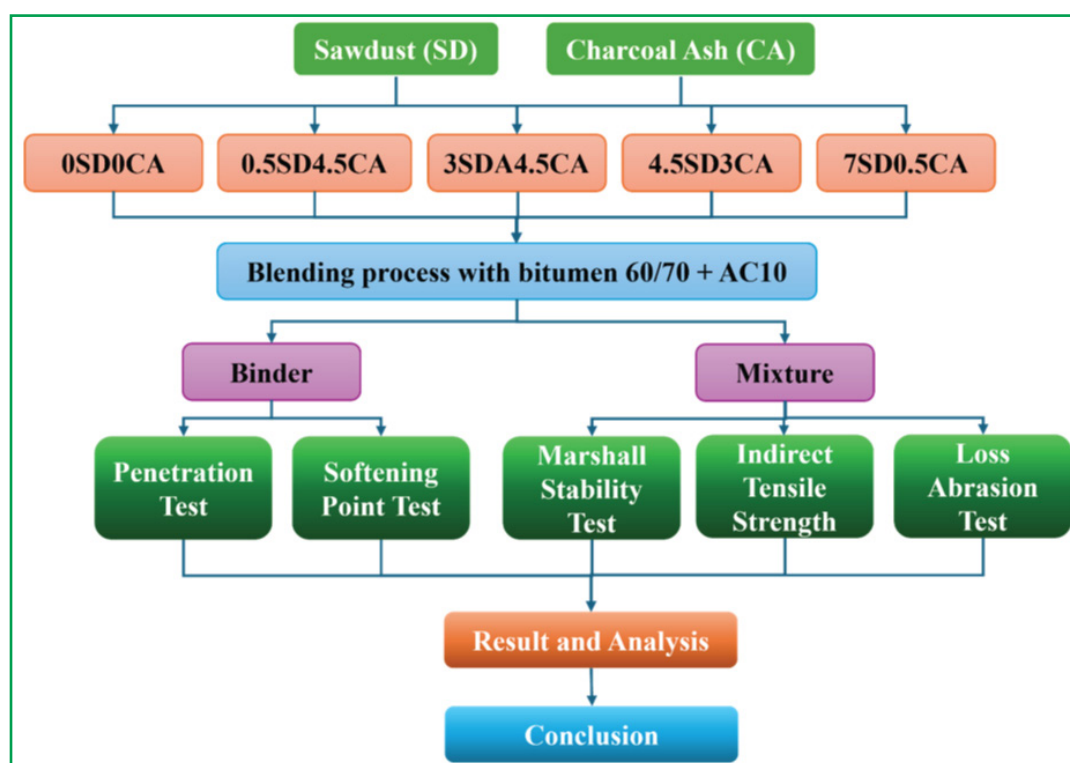 Sawdust (SD)
Charcoal Ash (CA)
0SD0CA
0.5SD4.5CA
3SDA4.5CA
4.5SD3CA
7SD0.5CA
Blending process with bitumen 60/70 + AC10
Binder
Mixture
Penetration
Test
Softening
Point Test
Marshall
Stability
Test
Indirect
Tensile
Strength
Loss
Abrasion
Test
Result and Analysis
Conclusion